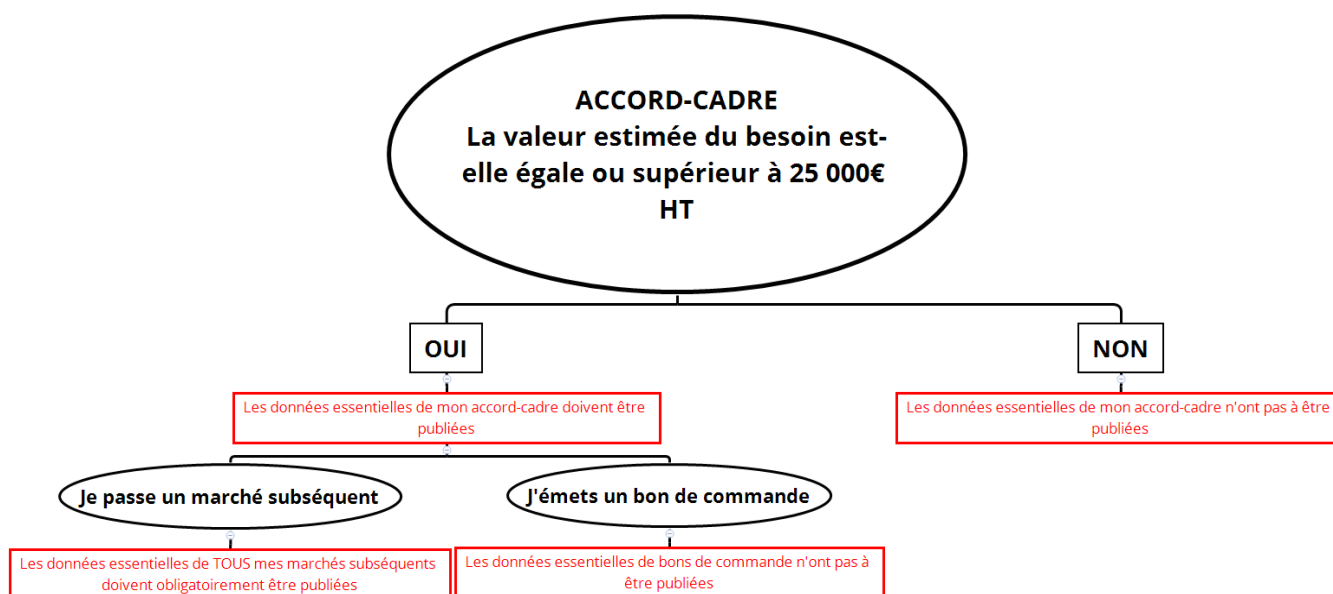 ACCORD-CADRE
La valeur estimée du besoin est-
elle égale ou supérieur à 25 000€
HT
OUI
NON
Les données essentielles de mon accord-cadre doivent être
publiées
Les données essentielles de mon accord-cadre n'ont pas à être
publiées
Je passe un marché subséquent
J'émets un bon de commande
Les données essentielles de TOUS mes marchés subséquents
doivent obligatoirement être publiées
Les données essentielles de bons de commande n'ont pas à
être publiées